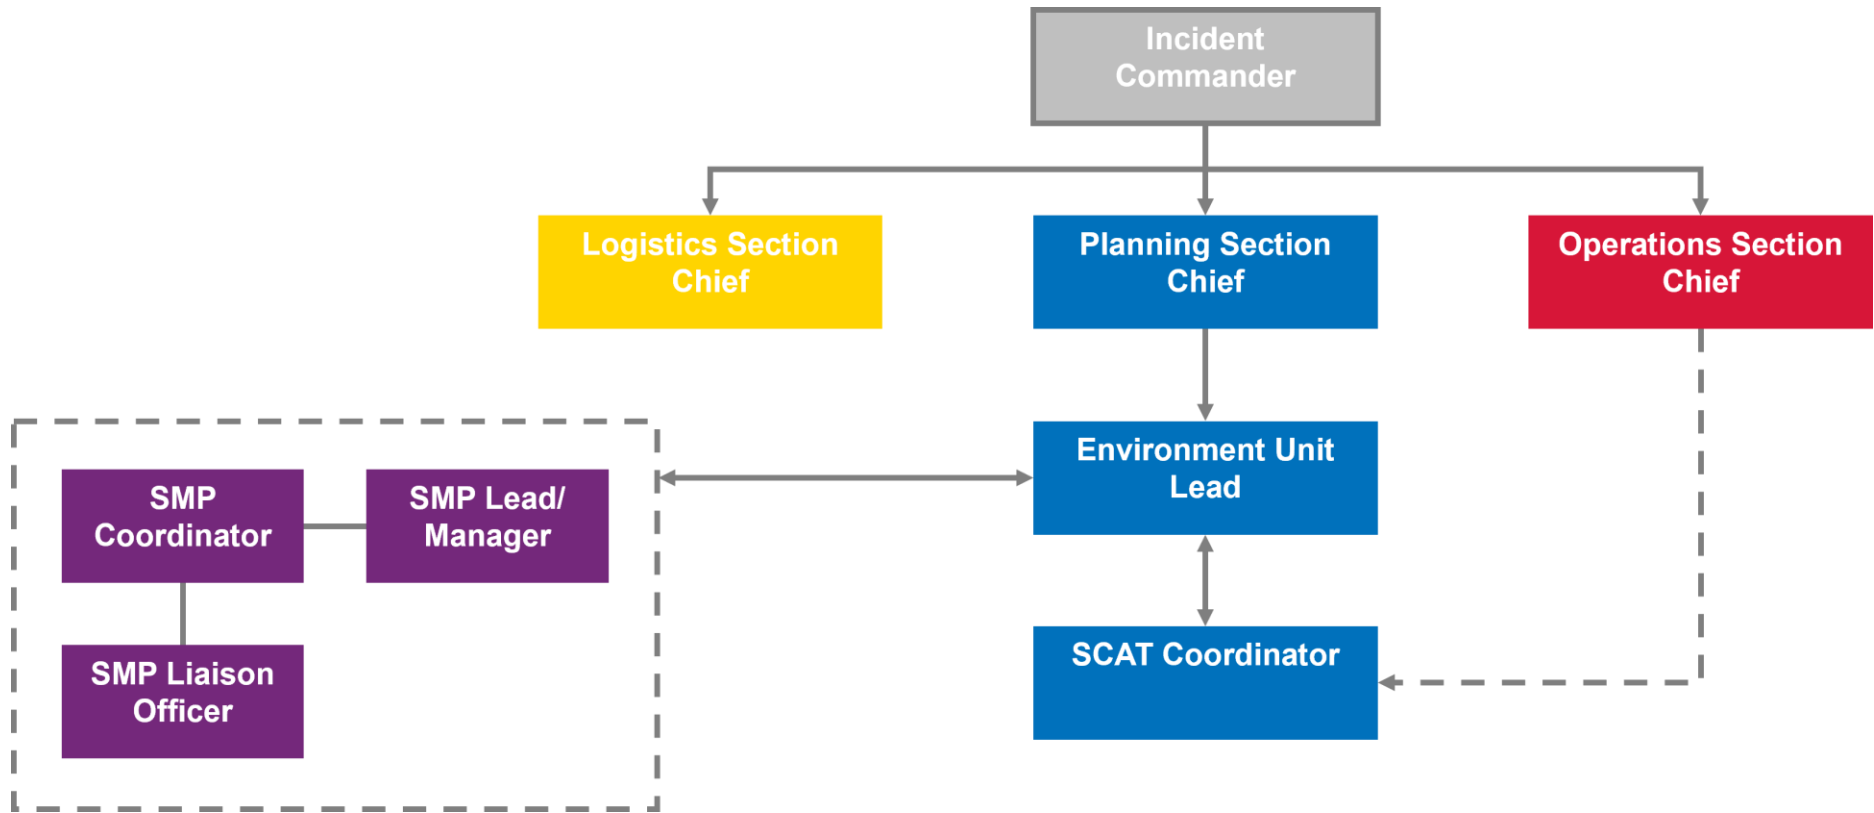 Incident
Commander
Logistics Section
Chief
Planning Section
Chief
Operations Section
Chief
Environment Unit
Lead
SMP
Coordinator
SMP Lead/
Manager
SMP Liaison
Officer
SCAT Coordinator